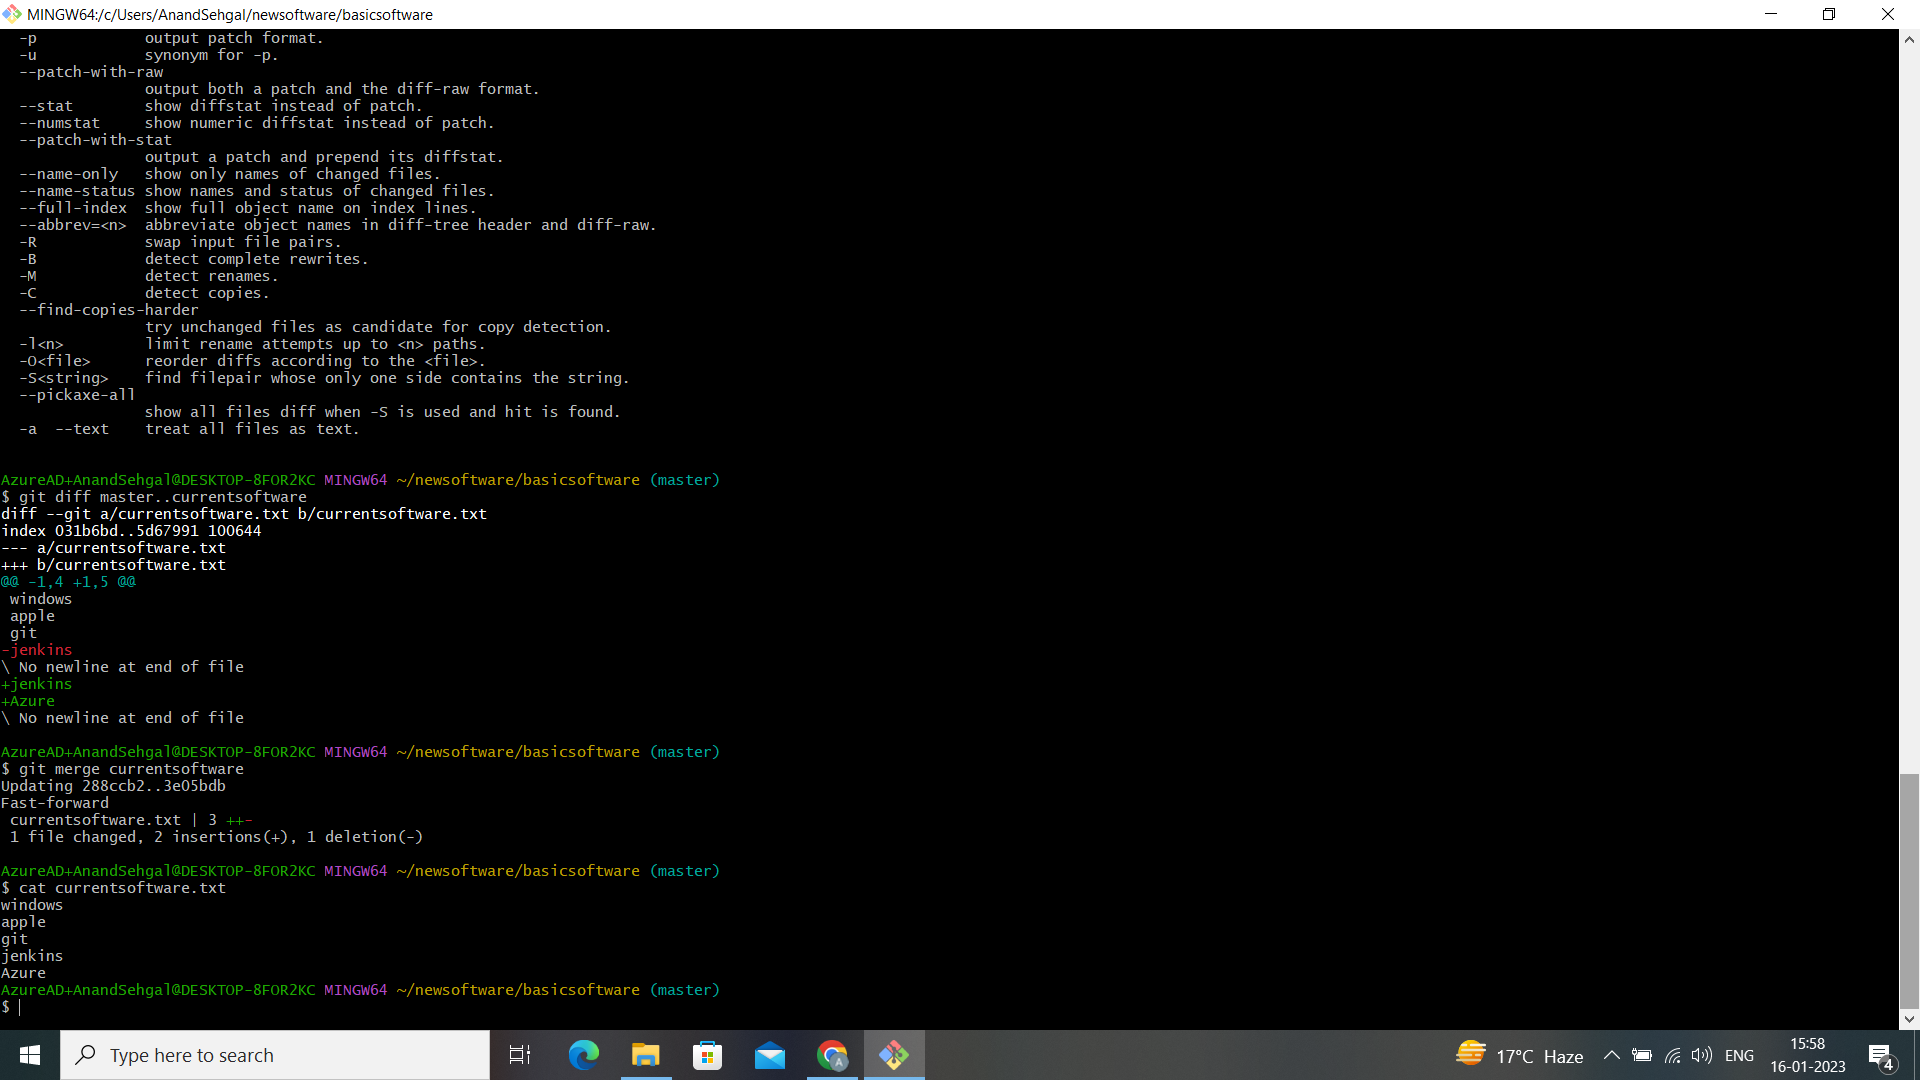 MINGW64:/c/Users/AnandSehgal/newsoftware/basicsoftware
-p            output patch format.
-u            synonym for -p.
--patch-with-raw
              output both a patch and the diff-raw format.
--stat        show diffstat instead of patch.
--numstat     show numeric diffstat instead of patch.
--patch-with-stat
              output a patch and prepend its diffstat.
--name-only   show only names of changed files.
--name-status show names and status of changed files.
--full-index  show full object name on index lines.
--abbrev=<n>  abbreviate object names in diff-tree header and diff-raw.
-R            swap input file pairs.
-B            detect complete rewrites.
-M            detect renames.
-C            detect copies.
--find-copies-harder
              try unchanged files as candidate for copy detection.
-l<n>         limit rename attempts up to <n> paths.
-O<file>      reorder diffs according to the <file>.
-S<string>    find filepair whose only one side contains the string.
--pickaxe-all
              show all files diff when -S is used and hit is found.
-a  --text    treat all files as text.
AzureAD+AnandSehgal@DESKTOP-8FOR2KC MINGW64 ~/newsoftware/basicsoftware (master)
$ git diff master..currentsoftware
diff --git a/currentsoftware.txt b/currentsoftware.txt
index 031b6bd..5d67991 100644
--- a/currentsoftware.txt
+++ b/currentsoftware.txt
@@ -1,4 +1,5 @@
 windows
 apple
 git
-jenkins
\ No newline at end of file
+jenkins
+Azure
\ No newline at end of file
AzureAD+AnandSehgal@DESKTOP-8FOR2KC MINGW64 ~/newsoftware/basicsoftware (master)
$ git merge currentsoftware
Updating 288ccb2..3e05bdb
Fast-forward
 currentsoftware.txt | 3 ++-
 1 file changed, 2 insertions(+), 1 deletion(-)
AzureAD+AnandSehgal@DESKTOP-8FOR2KC MINGW64 ~/newsoftware/basicsoftware (master)
$ cat currentsoftware.txt
windows
apple
git
jenkins
Azure
AzureAD+AnandSehgal@DESKTOP-8FOR2KC MINGW64 ~/newsoftware/basicsoftware (master)
$
Type here to search
A
17°C Haze
ENG
15:58
16-01-2023
4